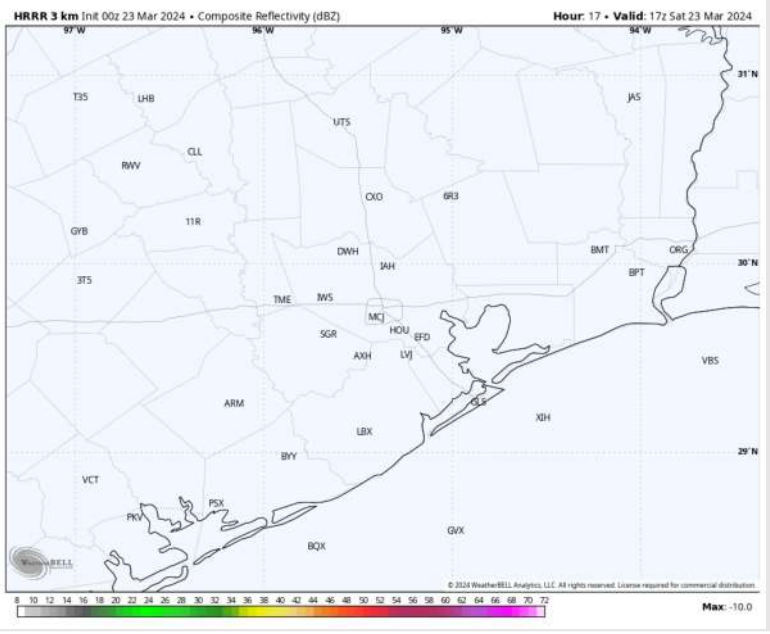 HRRR 3 km Init 00z 23 Mar 2024 • Composite Reflectivity (dBZ) Hour: 17 • Valid: 17z Sat 23 Mar 2024
97°W 96°W 95°W 94°W
31°N
T35 LHB JAS
UTS
CLL
RWV
CXO 6R3
11R
GYB
DWH BMT ORG
IAH 30°N
BPT
3T5
TME IWS
MCJ
SGR HOU EFD
AXH LVJ VBS
ARM GLS
XIH
LBX
BYY 29°N
VCT
PSX
PKV
GVX
BQX
WeatherBELL
© 2024 WeatherBELL Analytics, LLC. All rights reserved. License required for commercial distribution.
8 10 12 14 16 18 20 22 24 26 28 30 32 34 36 38 40 42 44 46 48 50 52 54 56 58 60 62 64 66 68 70 72
Max: -10.0